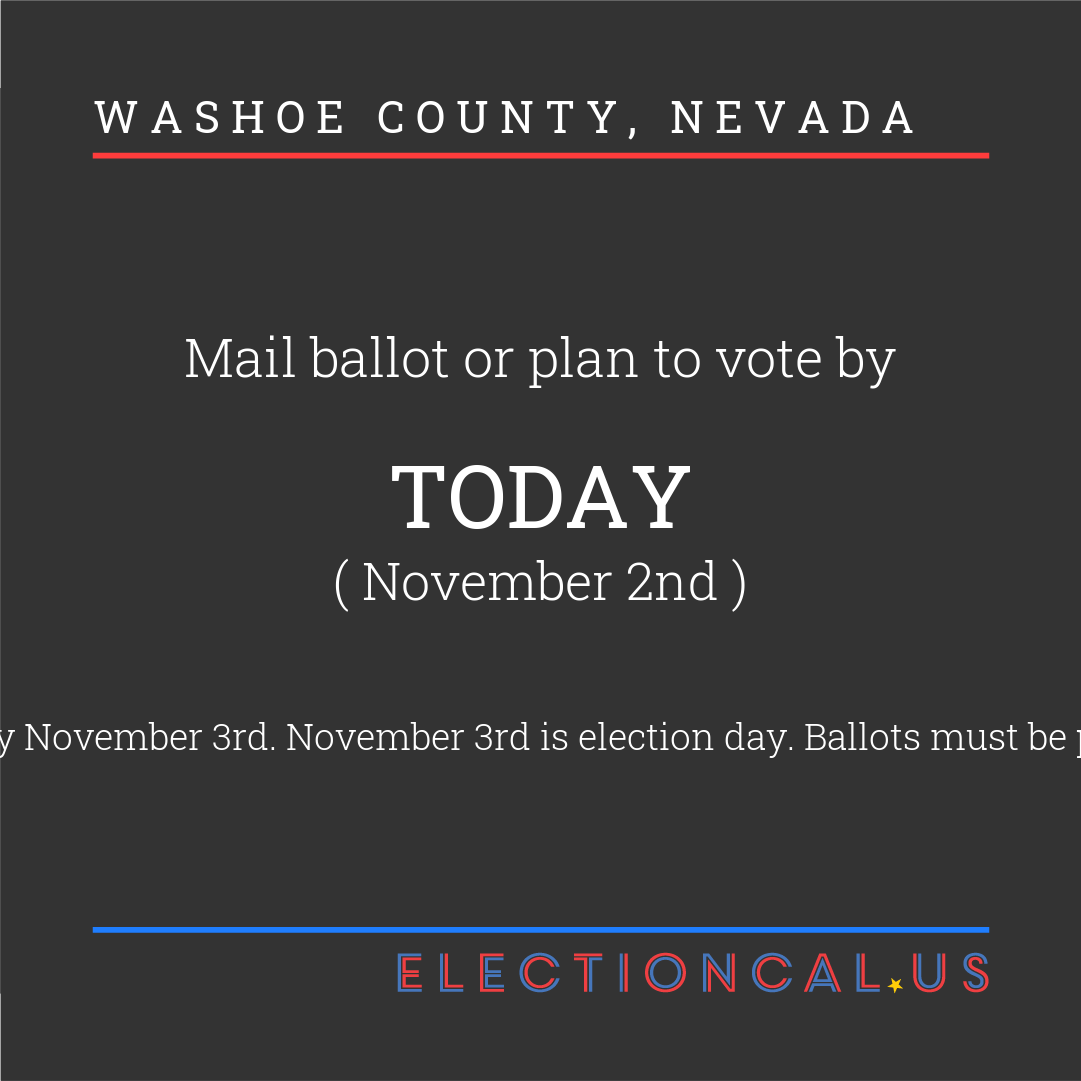 WASHOE COUNTY, NEVADA
Mail ballot or plan to vote by
TODAY
( November 2nd )
November 3rd. November 3rd is election day. Ballots must be
ELECTIONCAL.US